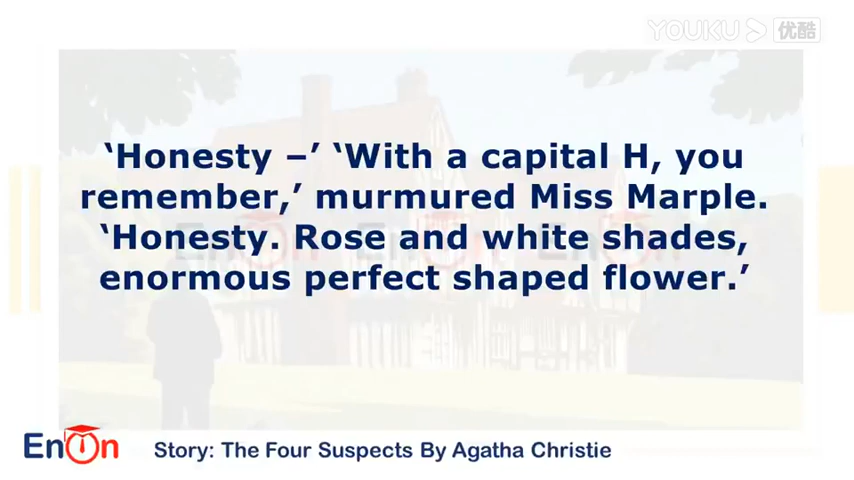 YOUKU 优酷
‘Honesty –’ ‘With a capital H, you
remember,’ murmured Miss Marple.
‘Honesty. Rose and white shades,
enormous perfect shaped flower.’
EnOn
Story: The Four Suspects By Agatha Christie